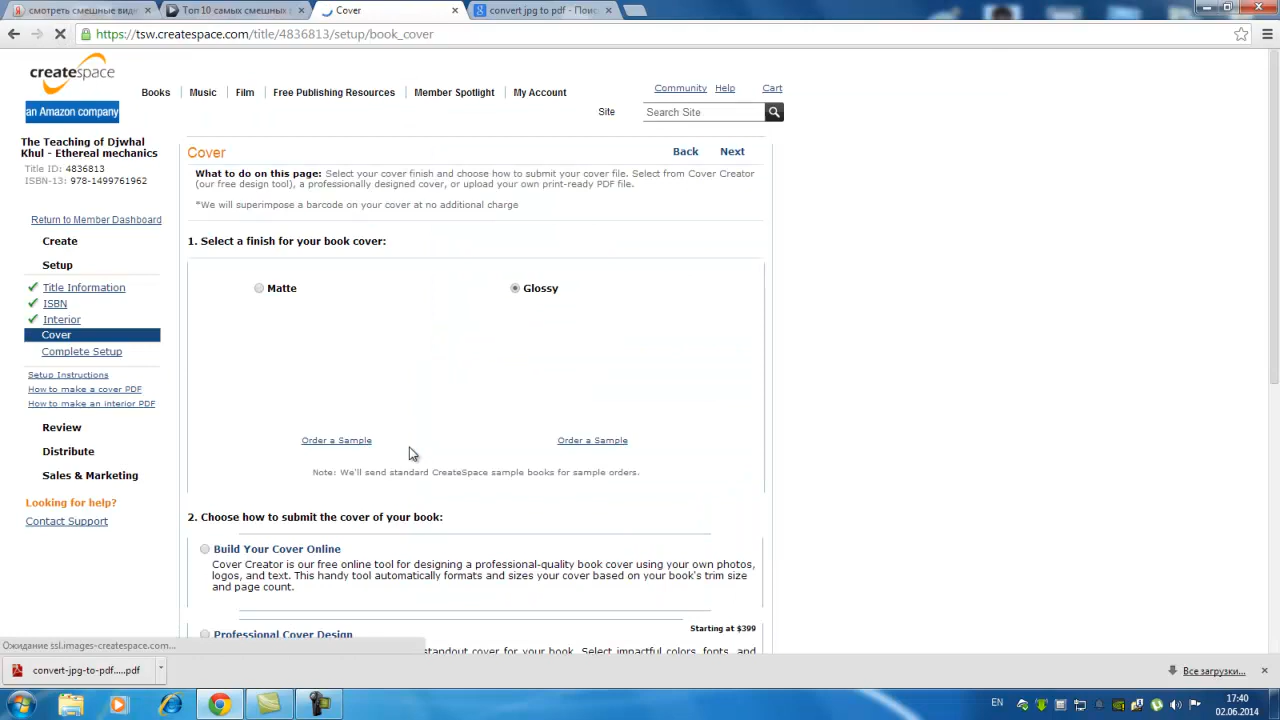 смотреть смешные вид
Топ 10 самых смешных
Cover
convert jpg to pdf - Поис
https://tsw.createspace.com/title/4836813/setup/book_cover
createspace
an Amazon company
Books
Music
Film
Free Publishing Resources
Member Spotlight
My Account
Community
Help
Cart
Site
Search Site
The Teaching of Djwhal
Khul - Ethereal mechanics
Title ID: 4836813
ISBN-13: 978-1499761962
Return to Member Dashboard
Create
Setup
Title Information
ISBN
Interior
Cover
Complete Setup
Setup Instructions
How to make a cover PDF
How to make an interior PDF
Review
Distribute
Sales & Marketing
Looking for help?
Contact Support
Cover
Back
Next
What to do on this page: Select your cover finish and choose how to submit your cover file. Select from Cover Creator
(our free design tool), a professionally designed cover, or upload your own print-ready PDF file.
*We will superimpose a barcode on your cover at no additional charge
1. Select a finish for your book cover:
Matte
Glossy
Order a Sample
Order a Sample
Note: We'll send standard CreateSpace sample books for sample orders.
2. Choose how to submit the cover of your book:
Build Your Cover Online
Cover Creator is our free online tool for designing a professional-quality book cover using your own photos,
logos, and text. This handy tool automatically formats and sizes your cover based on your book's trim size
and page count.
Professional Cover Design
Starting at $399
standout cover for your book. Select impactful colors, fonts, and
Ожидание ssl.images-createspace.com...
convert-jpg-to-pdf.....pdf
Все загрузки...
EN
17:40
02.06.2014